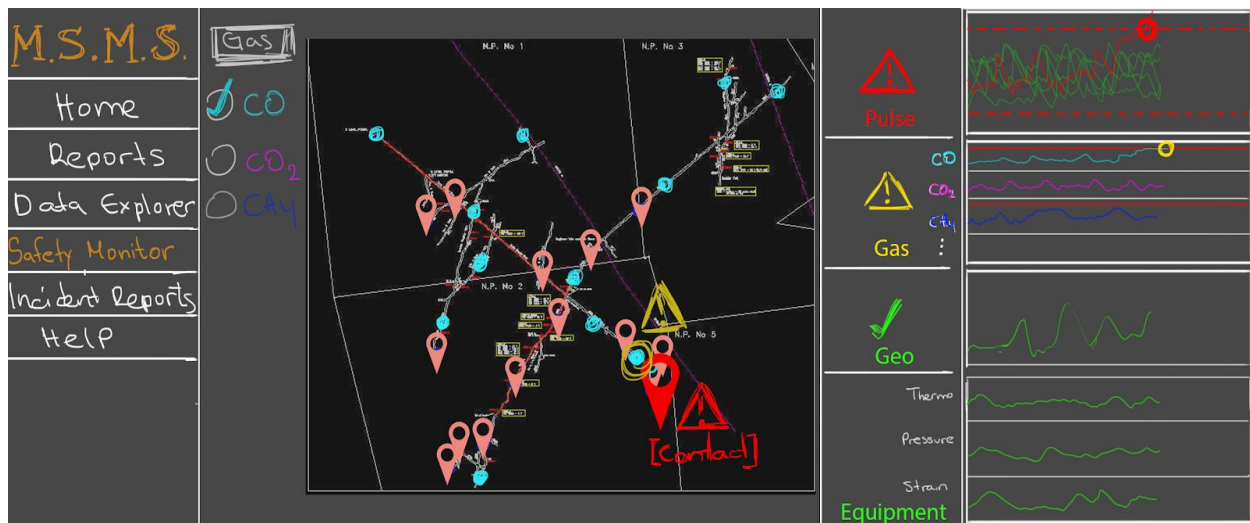 M.S.M.S.
Home
Reports
Data Explorer
Safety Monitor
Incident Reports
Help
Gas
CO
CO2
CH4
N.P. No 1
N.P. No 3
N.P. No 2
N.P. No 5
[Contact]
Pulse
CO
CO2
CH4
Gas
Geo
Thermo
Pressure
Strain
Equipment